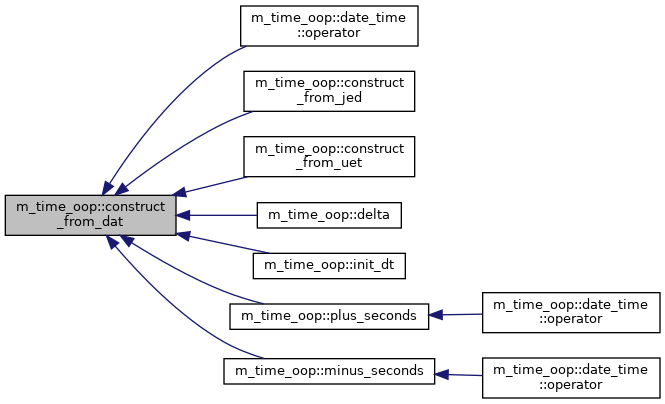 m_time_oop::date_time
::operator
m_time_oop::construct
_from_jed
m_time_oop::construct
_from_uet
m_time_oop::construct
_from_dat
m_time_oop::delta
m_time_oop::init_dt
m_time_oop::plus_seconds
m_time_oop::date_time
::operator
m_time_oop::minus_seconds
m_time_oop::date_time
::operator